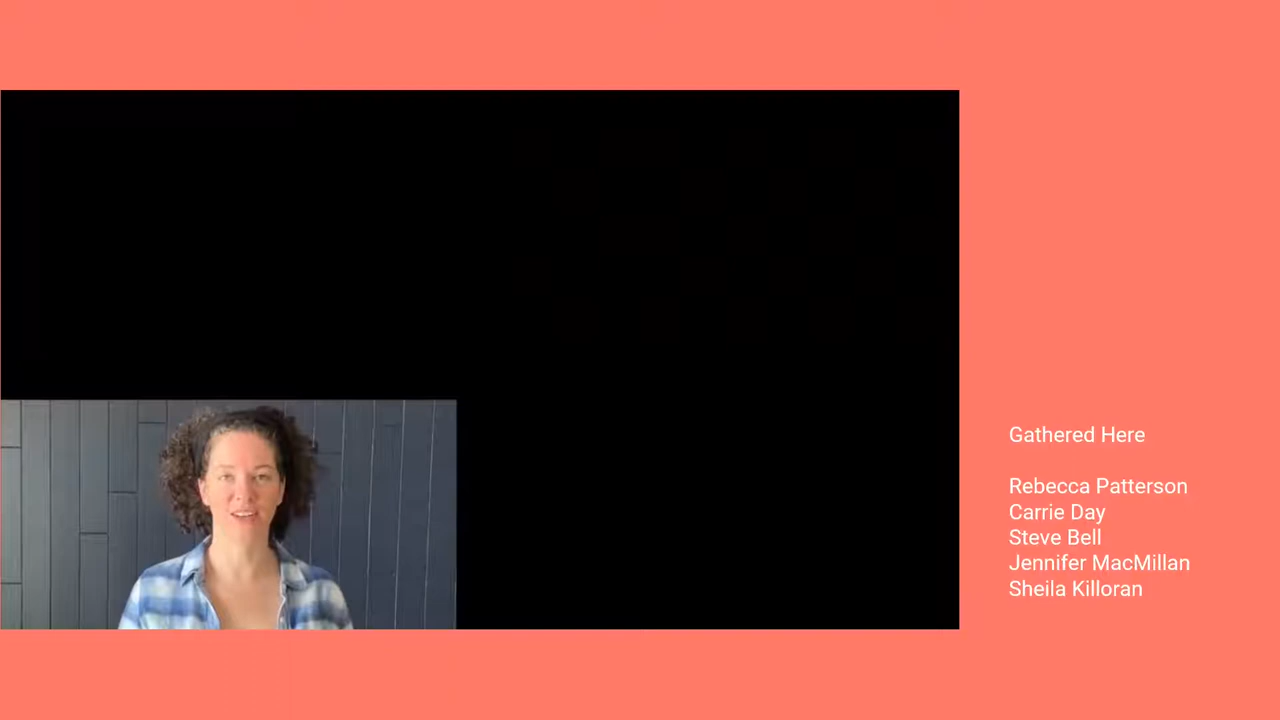 Gathered Here
Rebecca Patterson
Carrie Day
Steve Bell
Jennifer MacMillan
Sheila Killoran